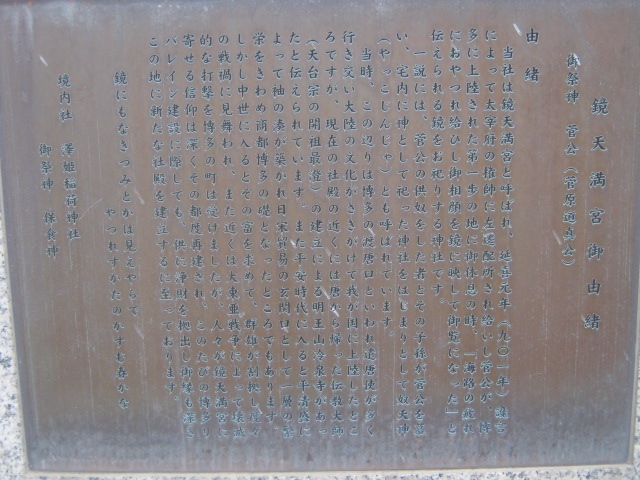 鏡天満宮御由緒
御祭神　菅公（菅原道真公）
由緒
当社は鏡天満宮と呼ばれ、延喜元年（九〇一年）讒言
によって太宰府の権帥に左遷配所され給いし菅公が、博
多に上陸された第一歩の地に御休息の時「海路の疲れ
におやつれ給ひし御相顔を鏡に映して御覧になった」と
伝えられる鏡をお祀りする神社です。
一説には、菅公の供奴をした者とその子孫が菅公を慕
い、宅内に神として祀った神社をはじまりとして奴天神
（やっこじんじゃ）とも呼ばれています。
当時、この辺りは博多の渡唐口といわれ遣唐使が多く
行き交い大陸の文化がさきがけて我が国に上陸したとこ
ろですが、現在の社殿の近くには唐から帰った伝教大師
（天台宗の開祖最澄）の建立による明王山冷泉寺があっ
たと伝えられています。また平安時代に入ると平清盛に
よって袖の湊が築かれ日宋貿易の玄関口として一層の繁
栄をきわめ商都博多の礎となったところでもあります。
しかし中世に入るとその富を求めて、群雄が割拠し度々
の戦禍に見舞われ、また近くは大東亜戦争によって壊滅
的な打撃を博多の町は受けましたが、人々が鏡天満宮に
寄せる信仰は深くその都度再建され、このたびの博多リ
バレイン建設に際しても、供に浄財を拠出し御縁も深き
この地に新たな社殿を建立するに至っております。
鏡にもなきつみとがは見えやらで
やつれすがたのかすむ春かな
境内社　澤姫稲荷神社
御祭神　保食神